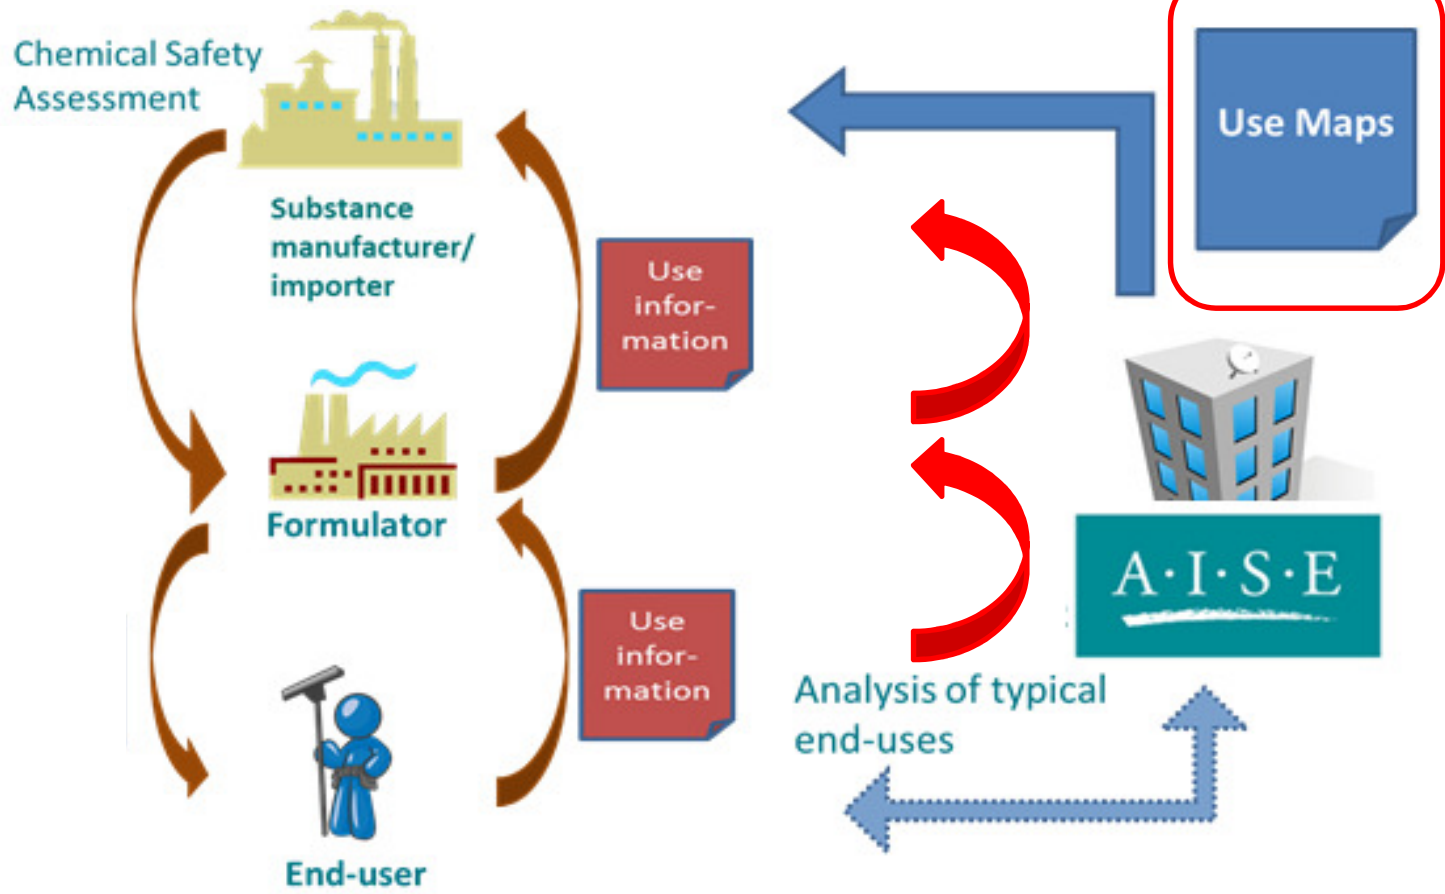 Chemical Safety
Assessment
Use Maps
Substance
manufacturer/
importer
Use
infor-
mation
Formulator
A·I·S·E
Use
infor-
mation
Analysis of typical
end-uses
End-user